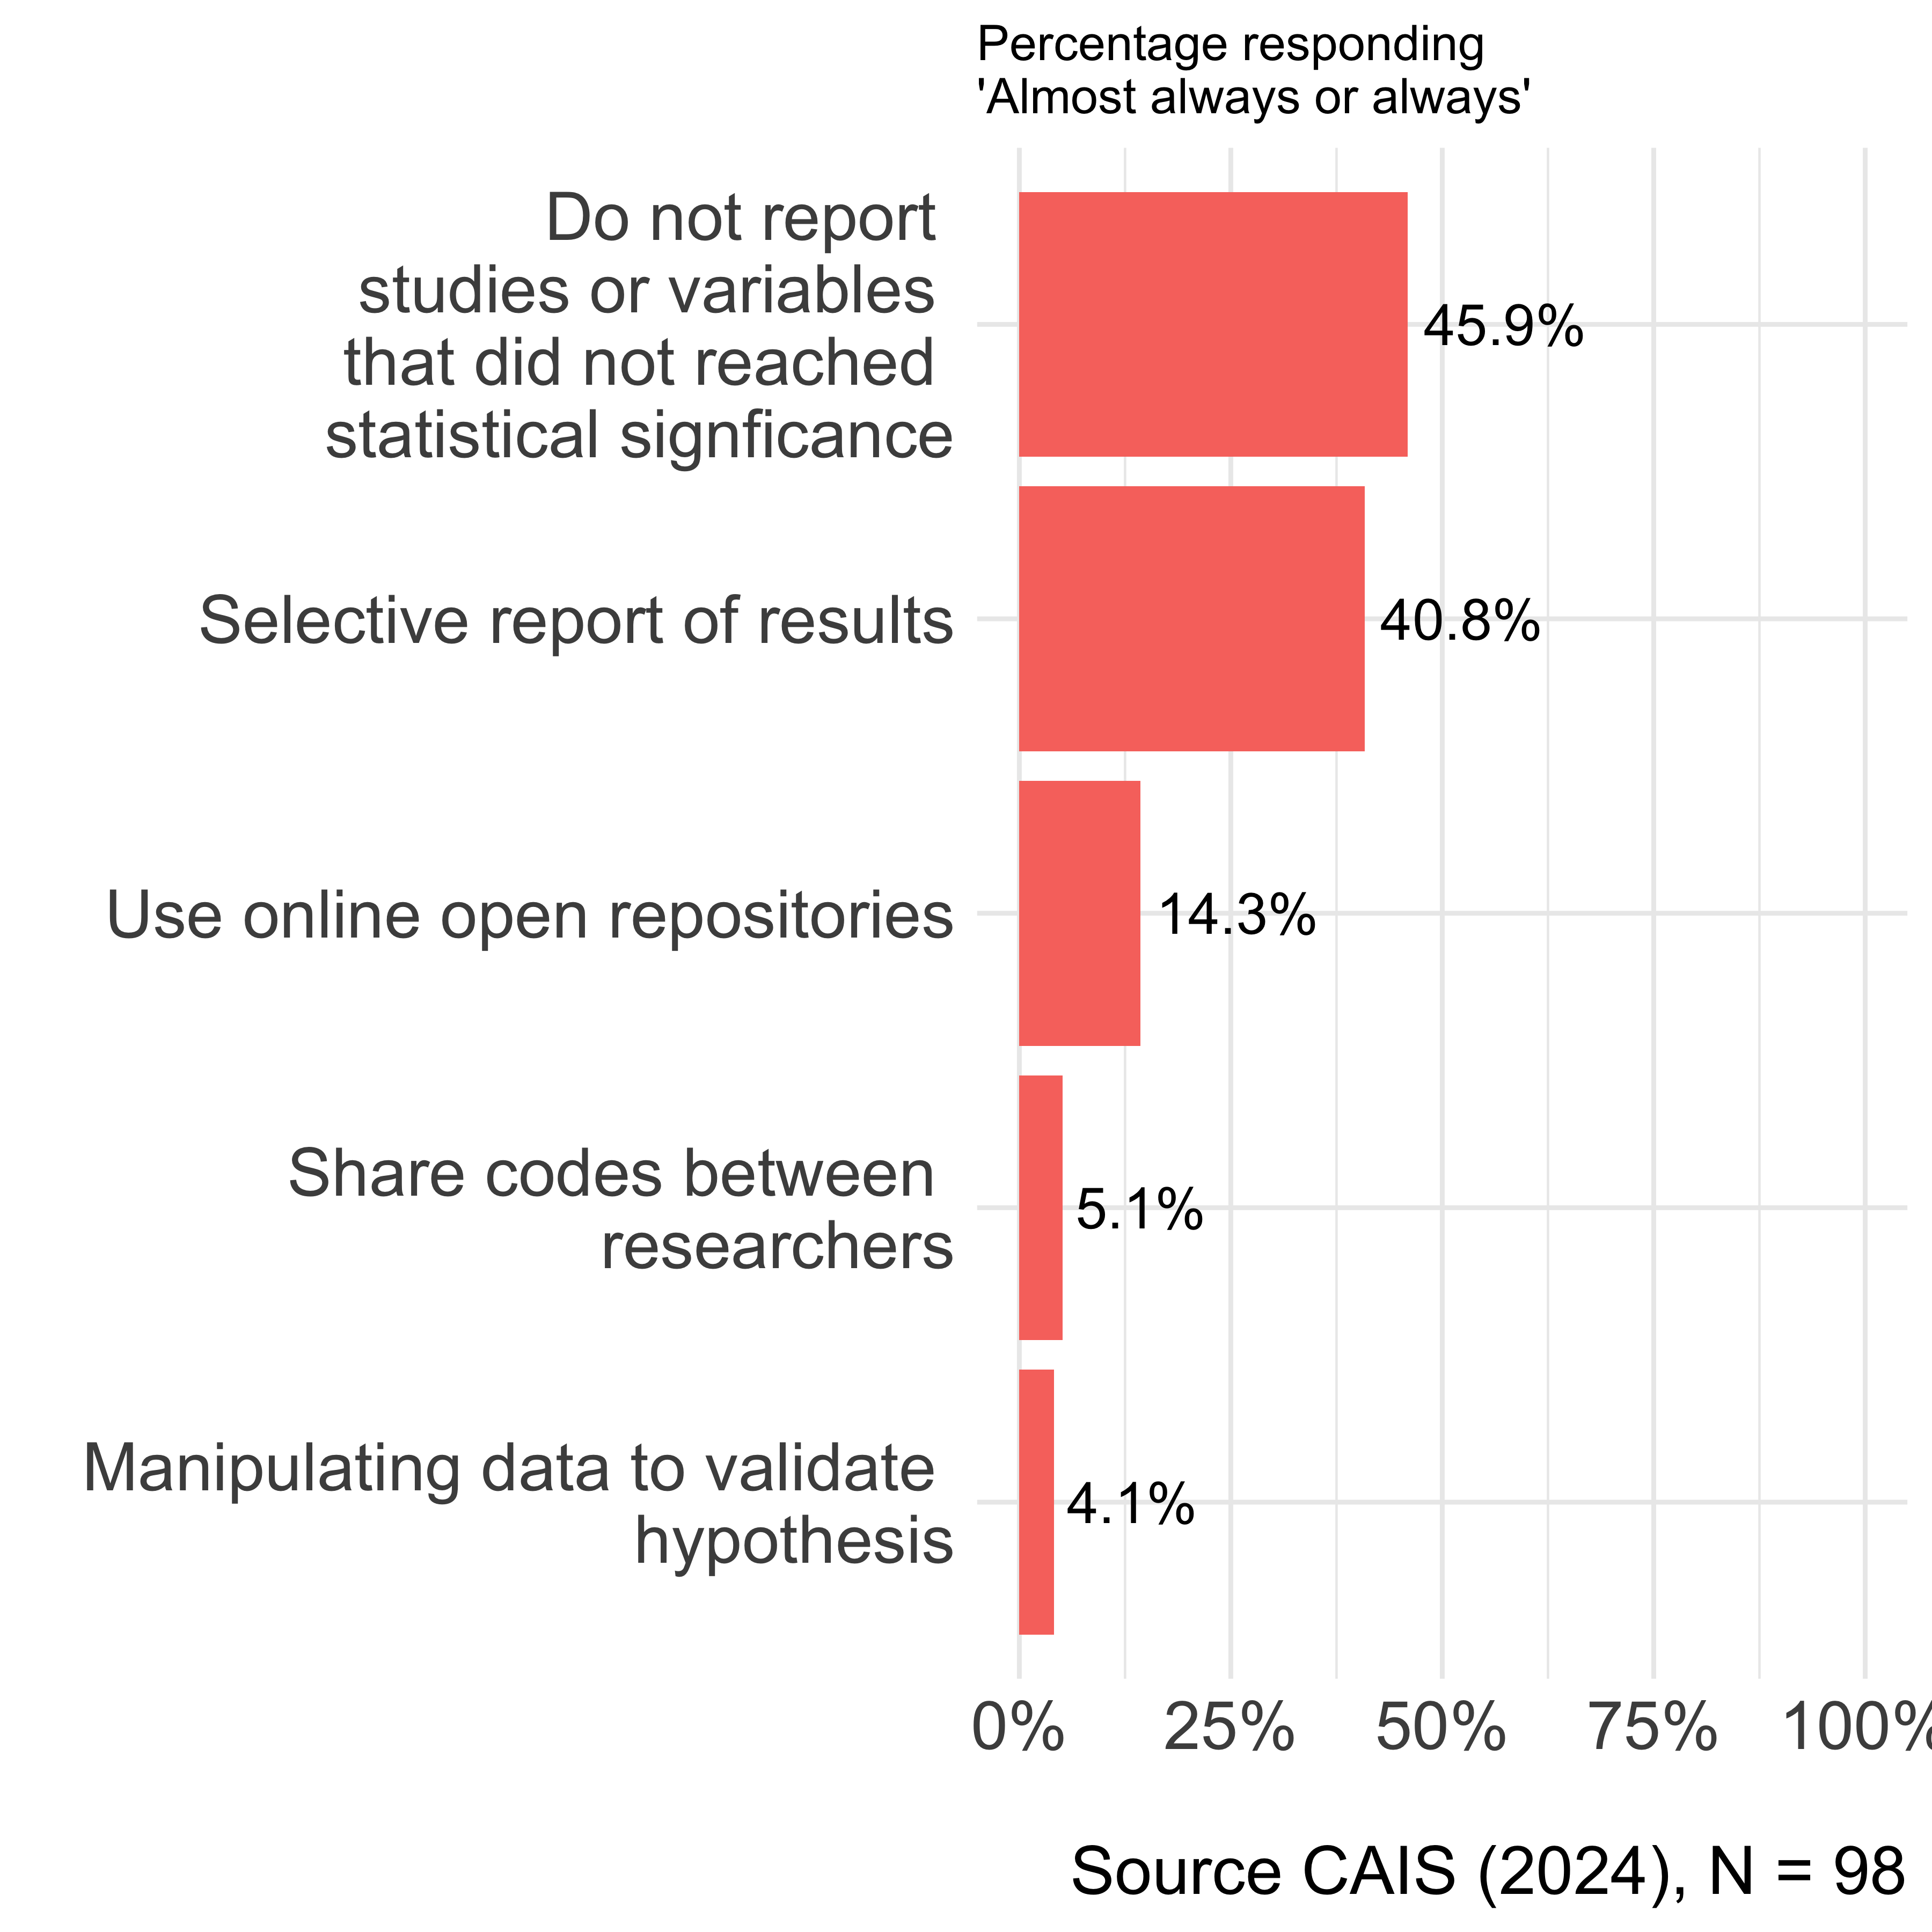 Percentage responding
'Almost always or always'
Do not report
studies or variables
that did not reached
statistical signficance
45.9%
Selective report of results
40.8%
Use online open repositories
14.3%
Share codes between
researchers
5.1%
Manipulating data to validate
hypothesis
4.1%
0% 25% 50% 75% 100%
Source CAIS (2024), N = 98